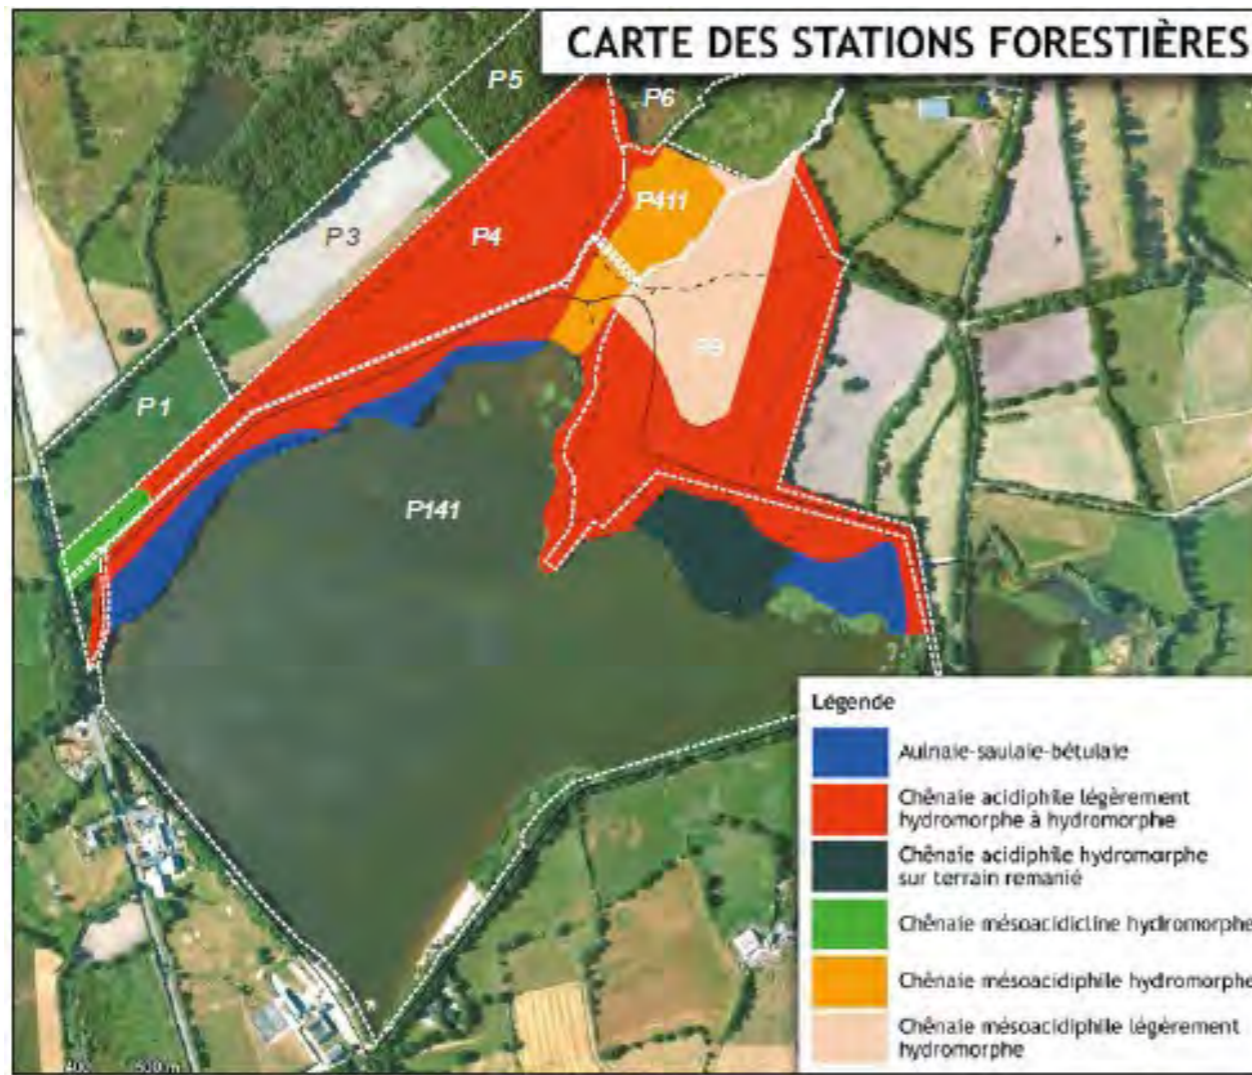 CARTE DES STATIONS FORESTIÈRES
P5
P6
P411
P3
P4
P1
P141
Légende
Aulnaie-saulaie-bétulaie
Chênaie acidiphile légèrement
hydromorphe à hydromorphe
Chênaie acidiphile hydromorphe
sur terrain remanié
Chênaie mésoacidicline hydromorphe
Chênaie mésoacidiphile hydromorphe
Chênaie mésoacidiphile légèrement
hydromorphe
400 500 m